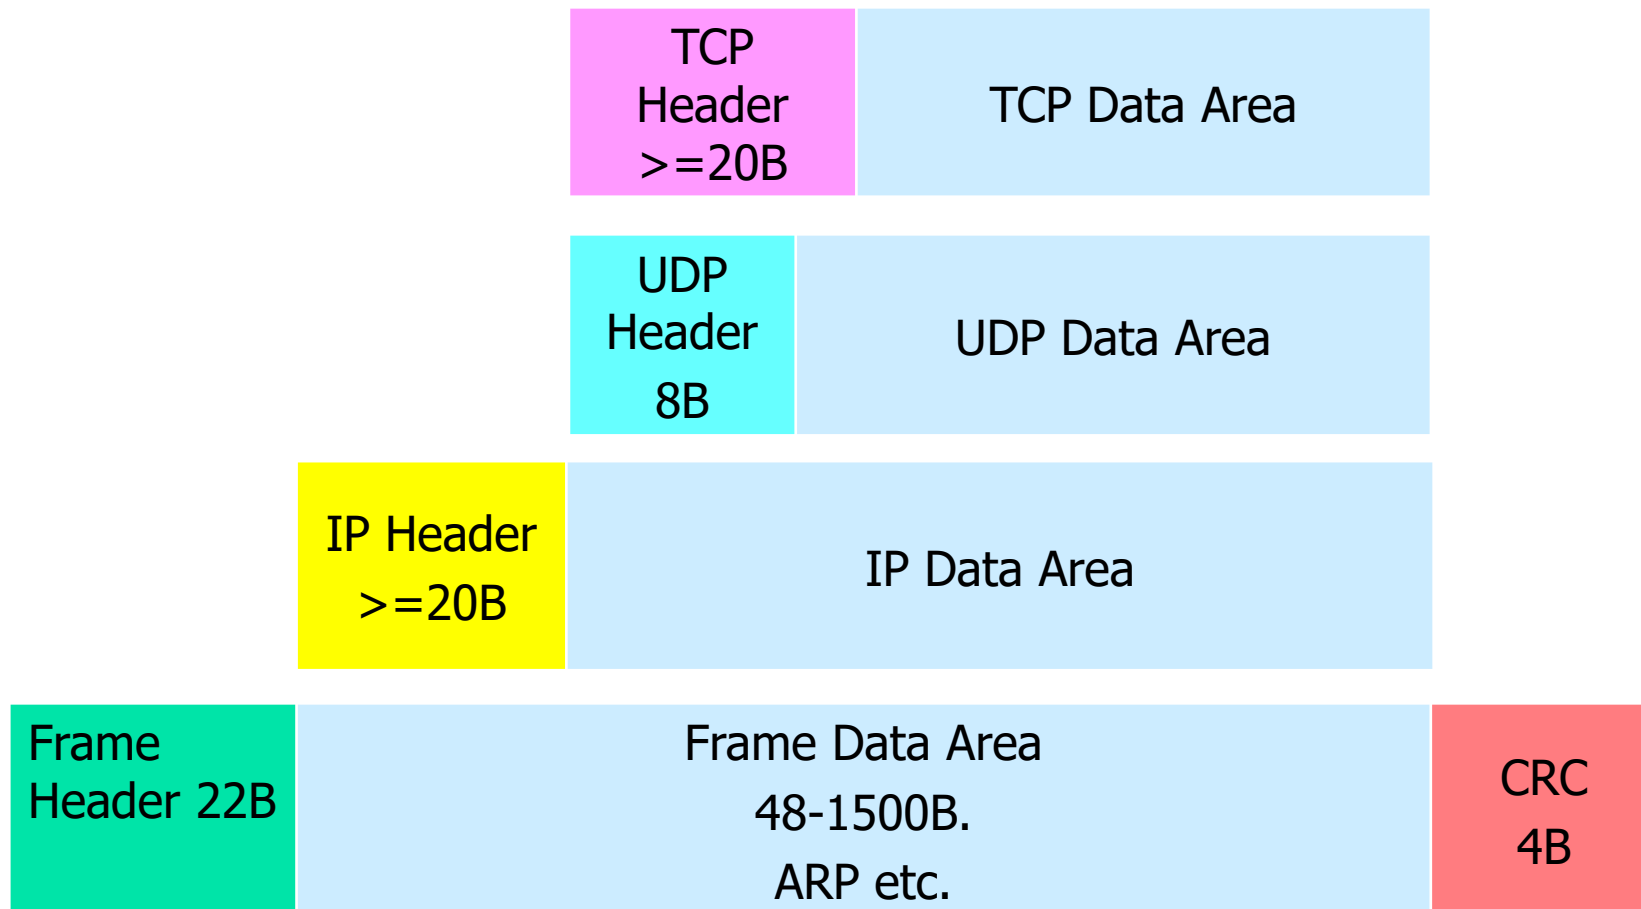 TCP
Header
>=20B
TCP Data Area
UDP
Header
8B
UDP Data Area
IP Header
>=20B
IP Data Area
Frame
Header 22B
Frame Data Area
48-1500B.
ARP etc.
CRC
4B